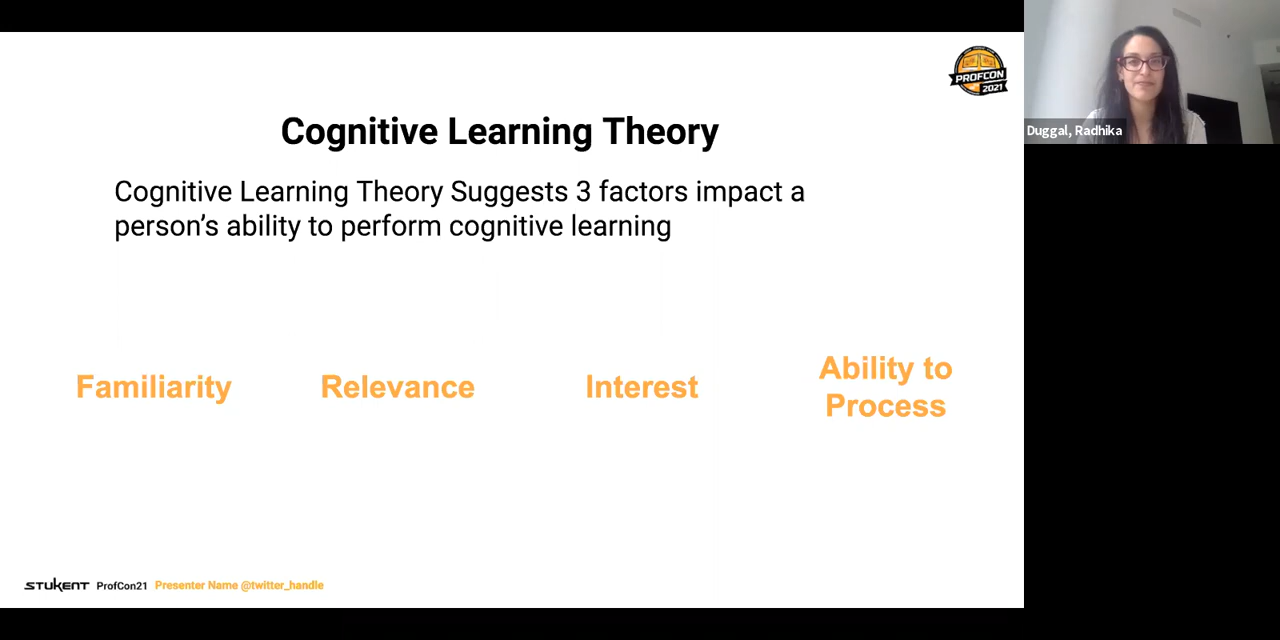 PROFCON
2021
Duggal, Radhika
Cognitive Learning Theory
Cognitive Learning Theory Suggests 3 factors impact a
person’s ability to perform cognitive learning
Familiarity
Relevance
Interest
Ability to
Process
STUKENT ProfCon21 Presenter Name @twitter_handle